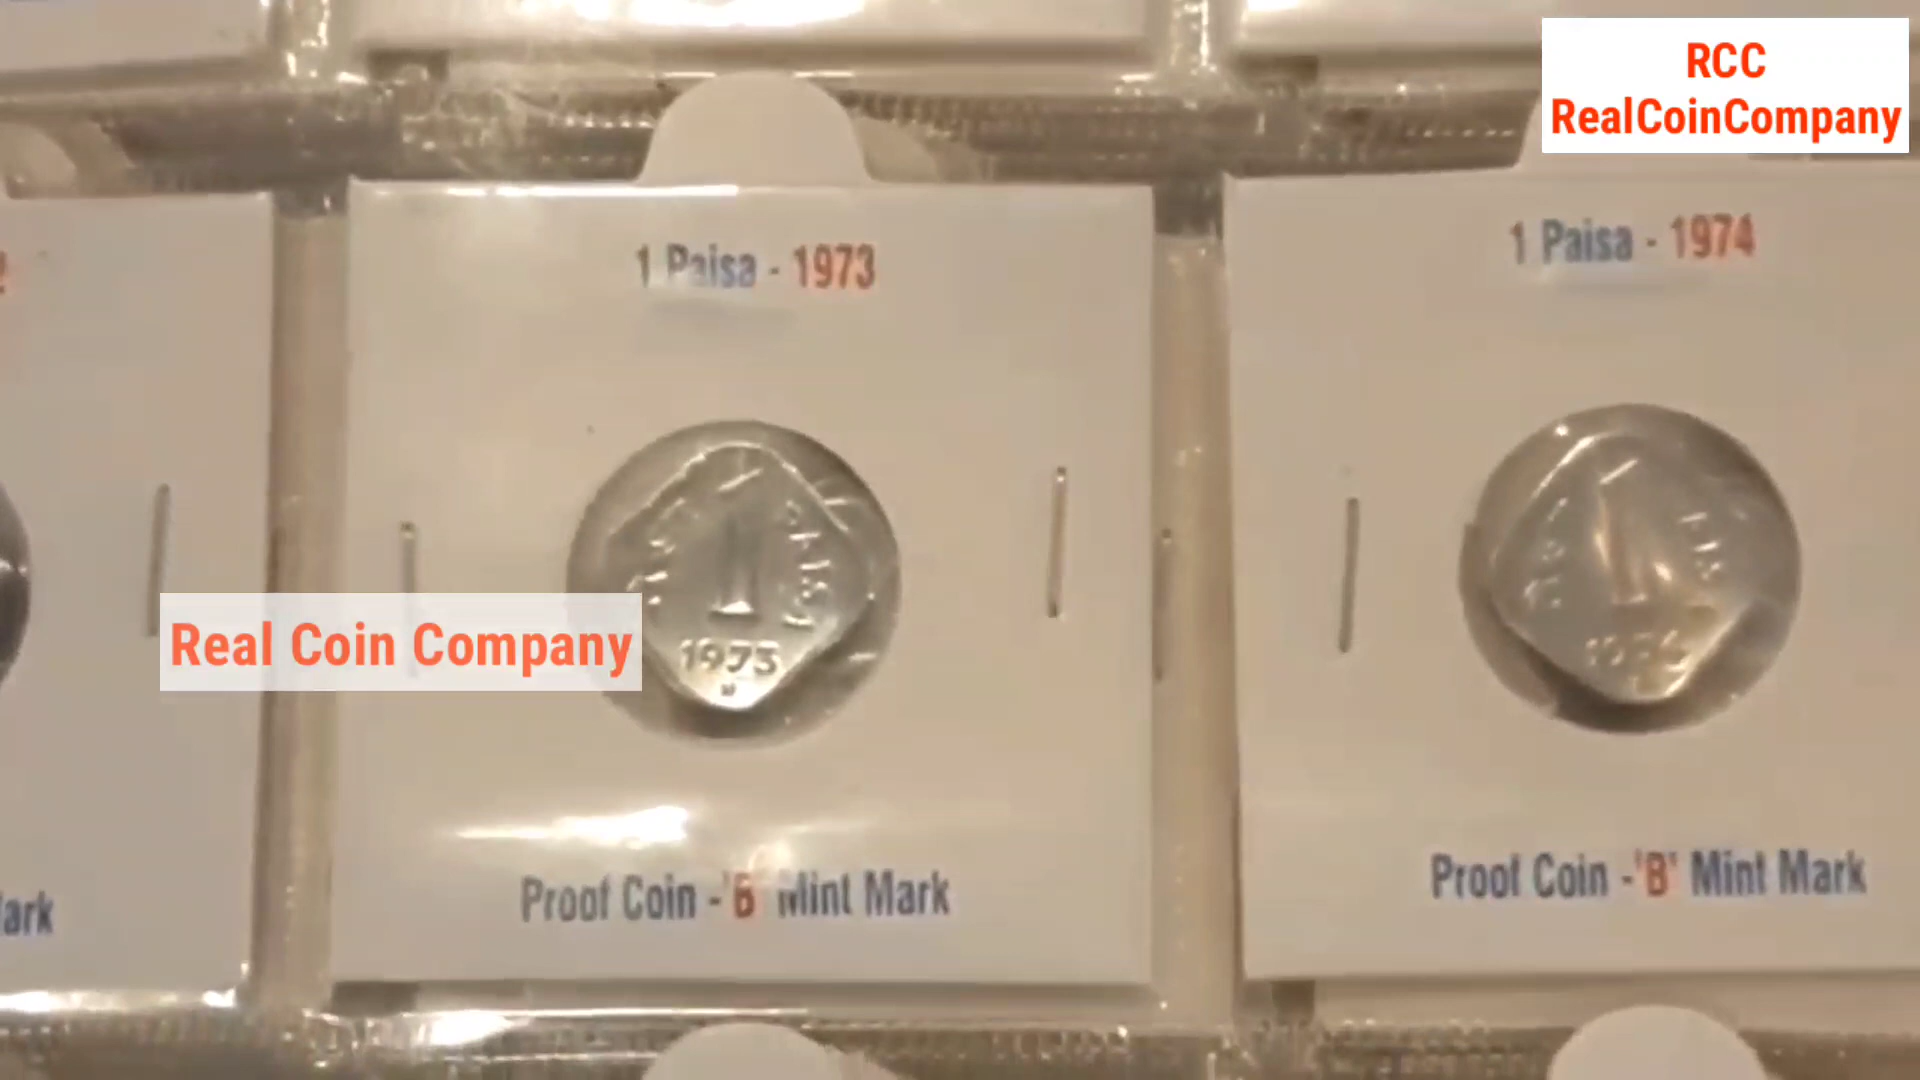 RCC
RealCoinCompany
1 Paisa - 1973
1 Paisa - 1974
1
1973
1
Real Coin Company
Proof Coin -'B' Mint Mark
Proof Coin -'B' Mint Mark
ark